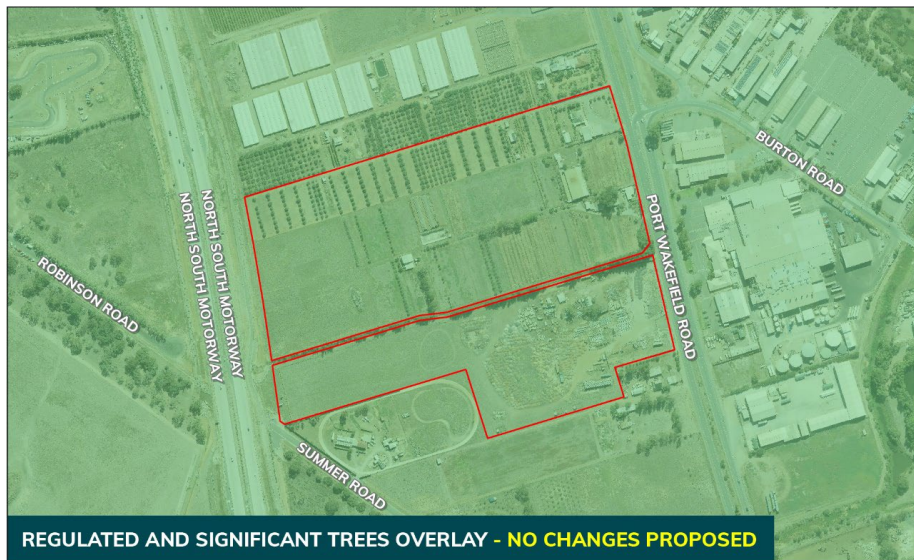 BURTON ROAD
PORT WAKEFIELD ROAD
NORTH SOUTH MOTORWAY
NORTH SOUTH MOTORWAY
ROBINSON ROAD
SUMMER ROAD
REGULATED AND SIGNIFICANT TREES OVERLAY - NO CHANGES PROPOSED